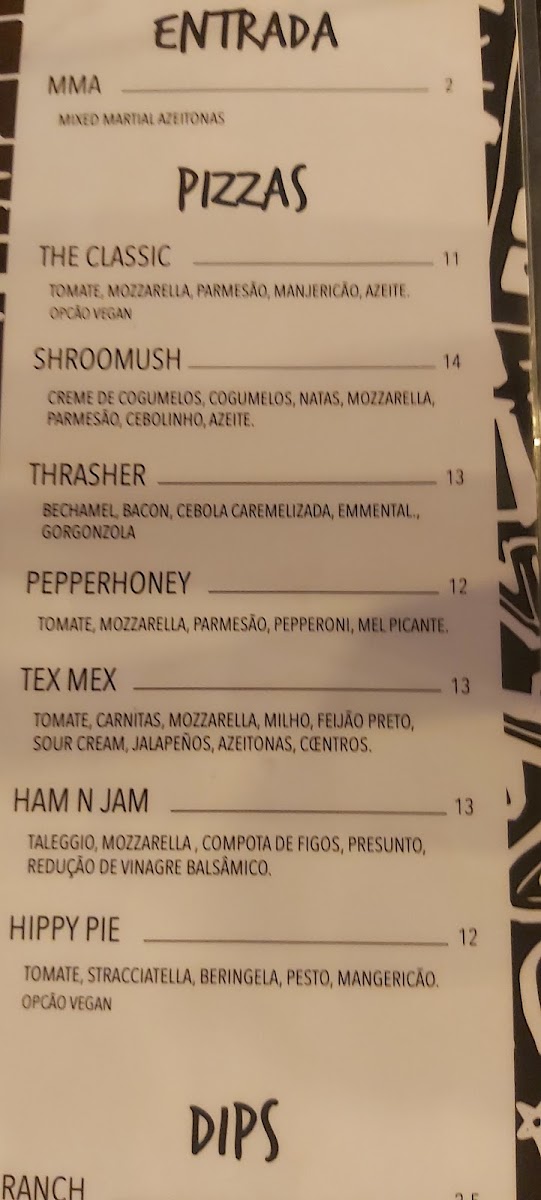 ENTRADA
MMA 2
MIXED MARTIAL AZEITONAS
PIZZAS
THE CLASSIC 11
TOMATE, MOZZARELLA, PARMESÃO, MANJERICÃO, AZEITE.
OPCÃO VEGAN
SHROOMUSH 14
CREME DE COGUMELOS, COGUMELOS, NATAS, MOZZARELLA,
PARMESÃO, CEBOLINHO, AZEITE.
THRASHER 13
BECHAMEL, BACON, CEBOLA CAREMELIZADA, EMMENTAL.,
GORGONZOLA
PEPPERHONEY 12
TOMATE, MOZZARELLA, PARMESÃO, PEPPERONI, MEL PICANTE.
TEX MEX 13
TOMATE, CARNITAS, MOZZARELLA, MILHO, FEIJÃO PRETO,
SOUR CREAM, JALAPEÑOS, AZEITONAS, CŒNTROS.
HAM N JAM 13
TALEGGIO, MOZZARELLA , COMPOTA DE FIGOS, PRESUNTO,
REDUÇÃO DE VINAGRE BALSÂMICO.
HIPPY PIE 12
TOMATE, STRACCIATELLA, BERINGELA, PESTO, MANGERICÃO.
OPCÃO VEGAN
DIPS
RANCH